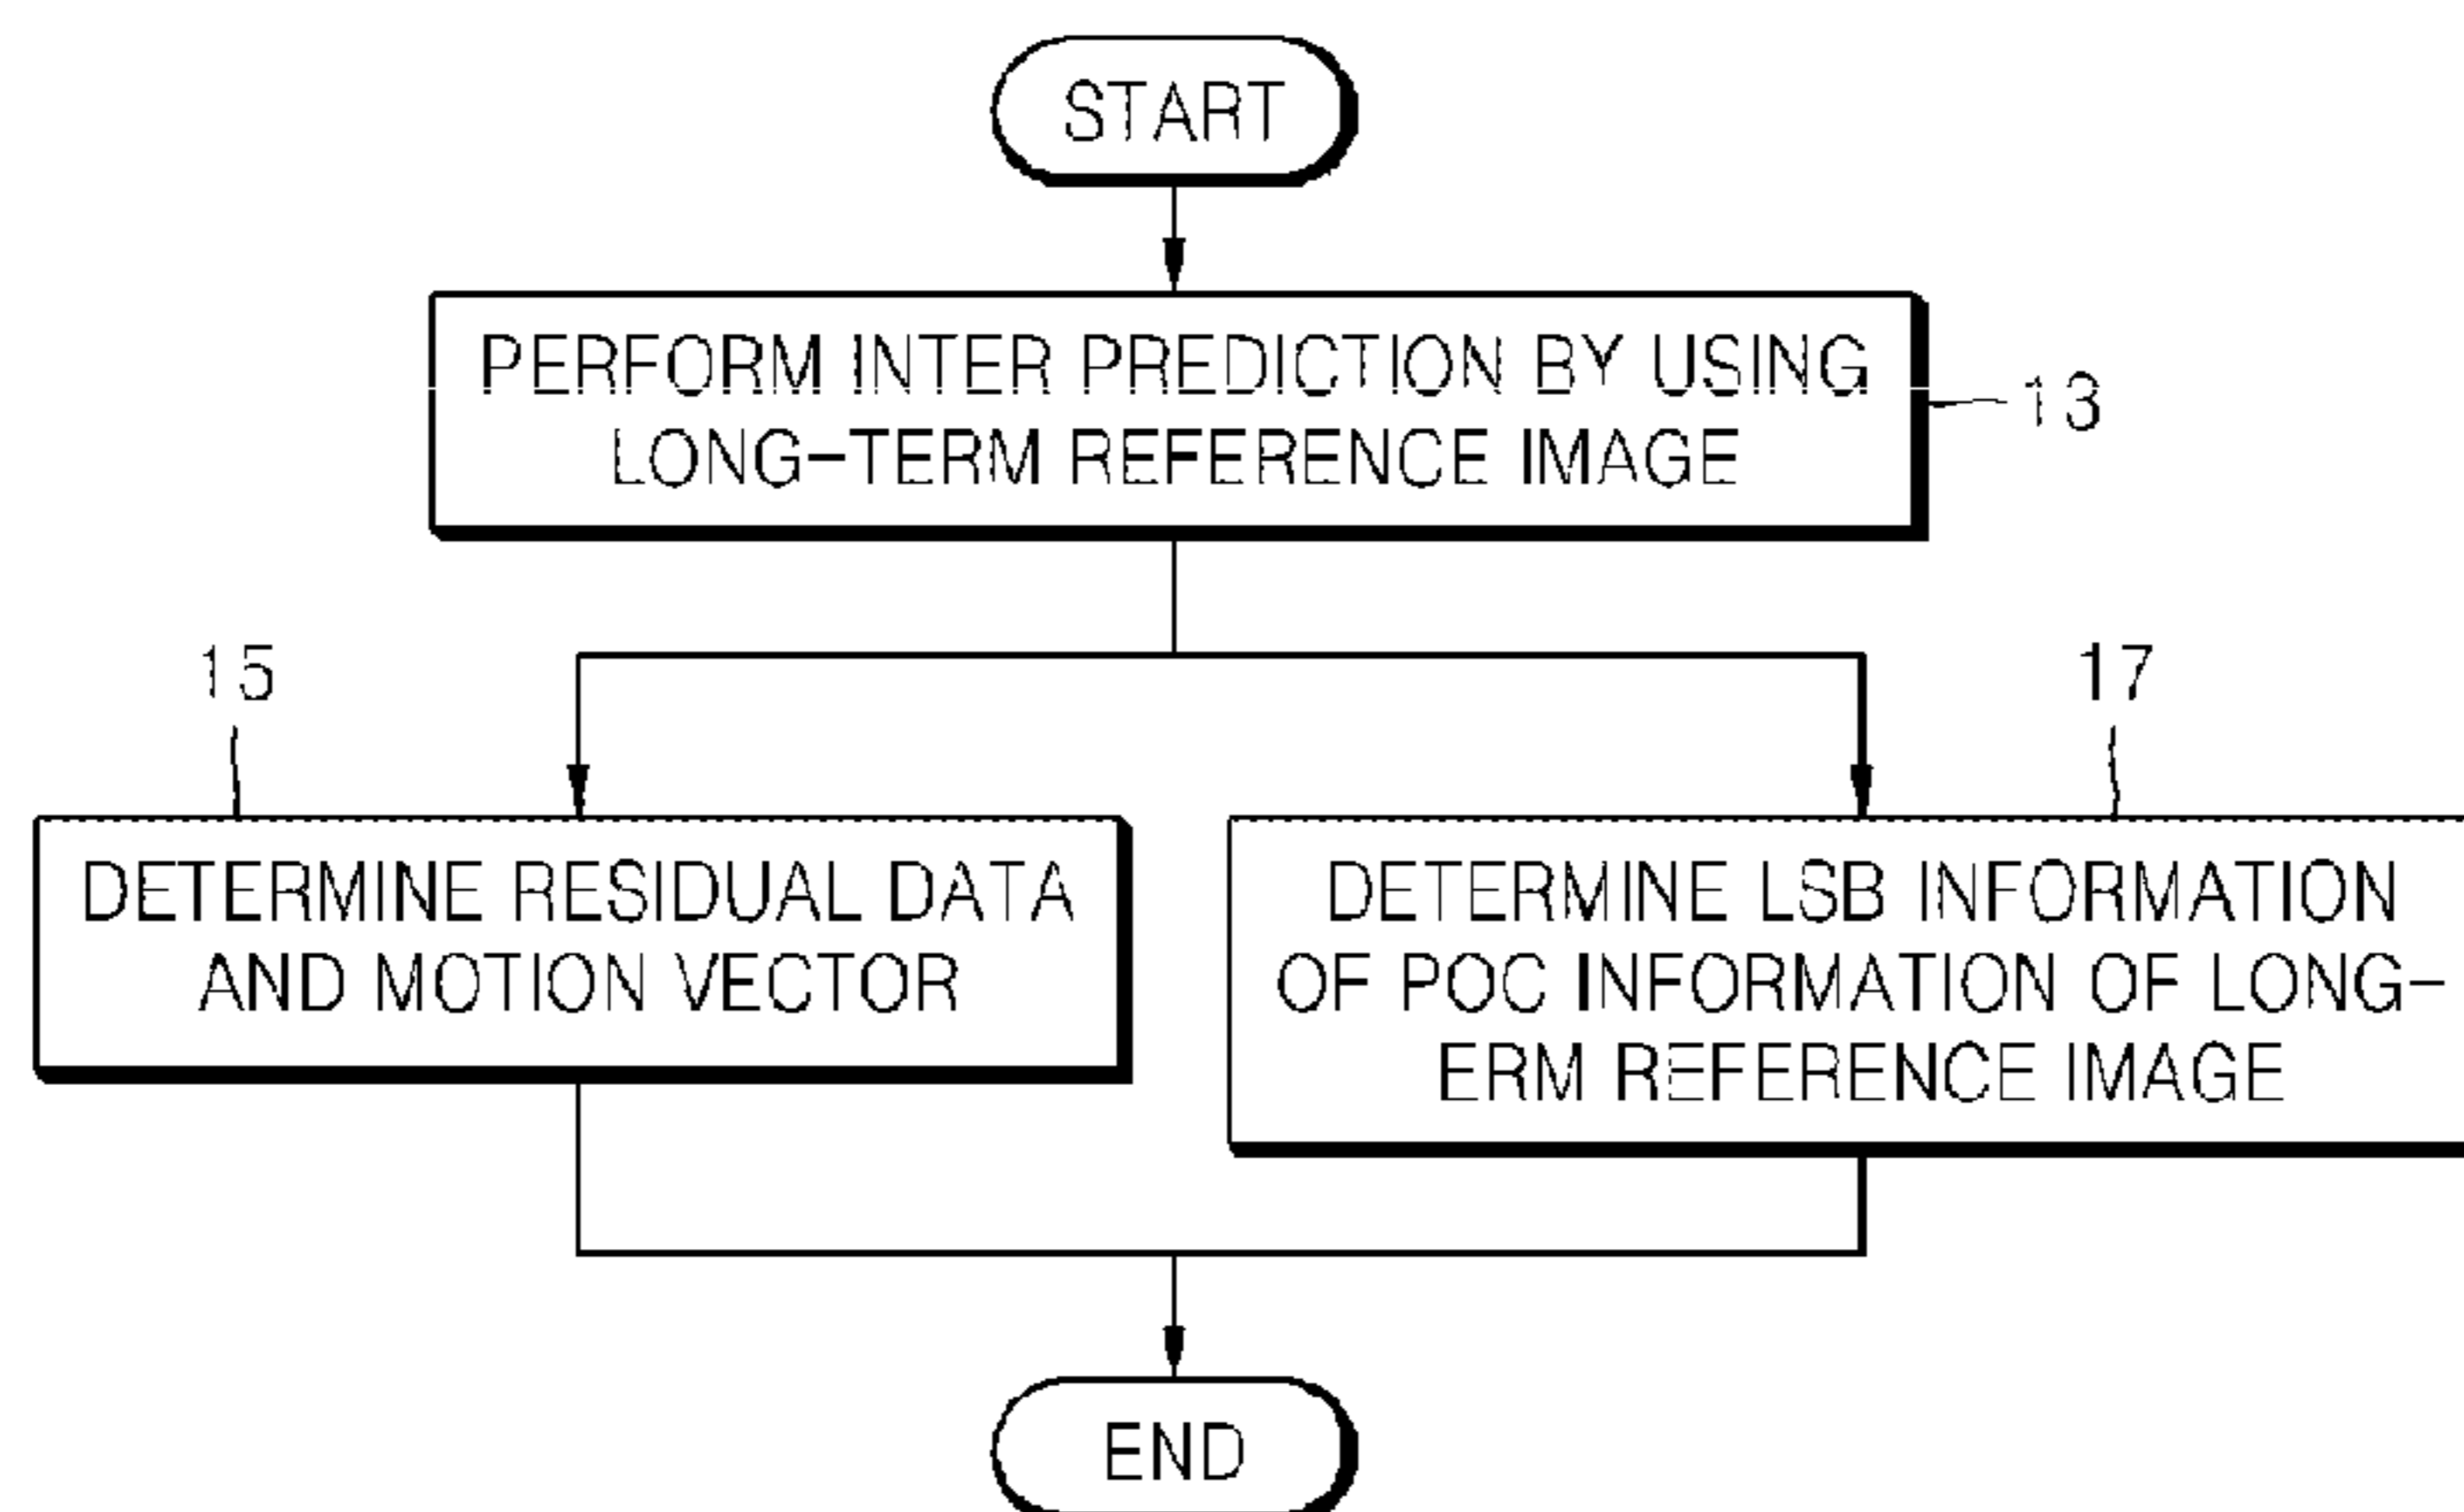 START
PERFORM INTER PREDICTION BY USING
LONG-TERM REFERENCE IMAGE
13
15
17
DETERMINE RESIDUAL DATA
AND MOTION VECTOR
DETERMINE LSB INFORMATION
OF POC INFORMATION OF LONG-
ERM REFERENCE IMAGE
END